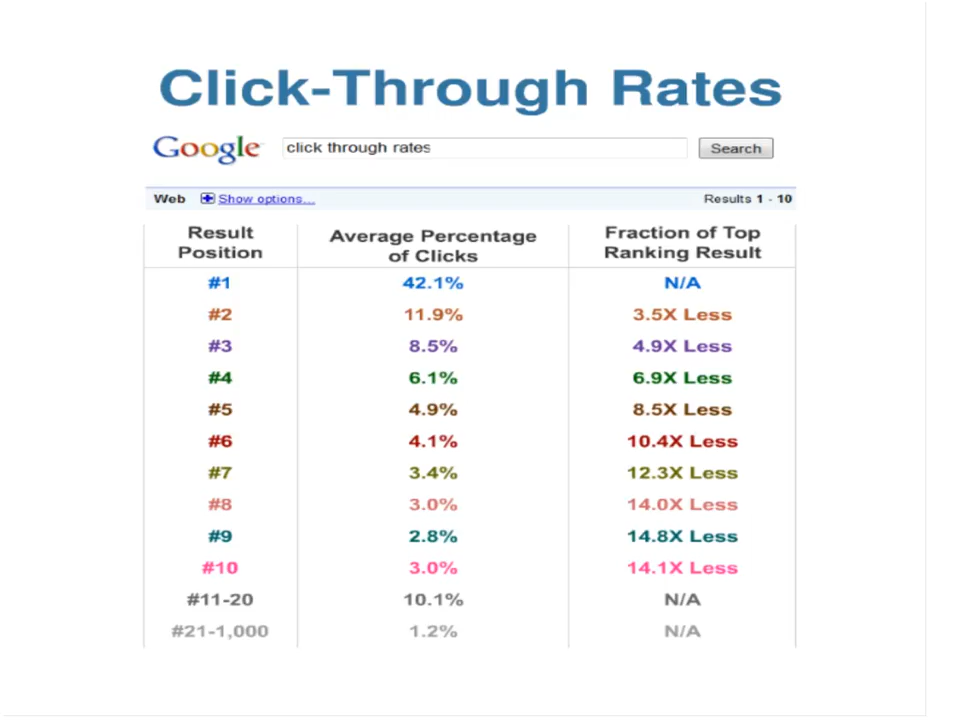 Click-Through Rates
Google click through rates Search
Web Show options... Results 1 - 10
Result Position Average Percentage of Clicks Fraction of Top Ranking Result
#1 42.1% N/A
#2 11.9% 3.5X Less
#3 8.5% 4.9X Less
#4 6.1% 6.9X Less
#5 4.9% 8.5X Less
#6 4.1% 10.4X Less
#7 3.4% 12.3X Less
#8 3.0% 14.0X Less
#9 2.8% 14.8X Less
#10 3.0% 14.1X Less
#11-20 10.1% N/A
#21-1,000 1.2% N/A